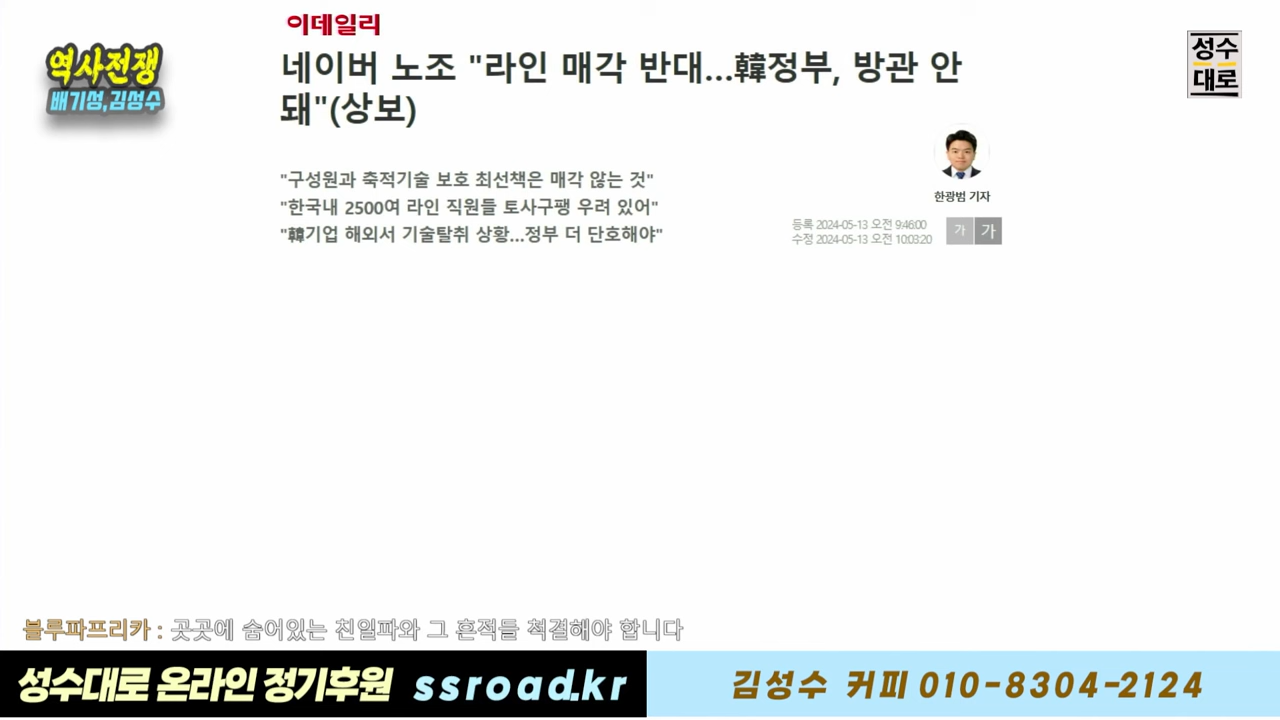 이데일리
역사전쟁
배기성,김성수
네이버 노조 "라인 매각 반대...韓정부, 방관 안
돼"(상보)
성수
대로
"구성원과 축적기술 보호 최선책은 매각 않는 것"
"한국내 2500여 라인 직원들 토사구팽 우려 있어"
"韓기업 해외서 기술탈취 상황...정부 더 단호해야"
한광범 기자
등록 2024-05-13 오전 9:46:00
수정 2024-05-13 오전 10:03:20
가 가
블루파프리카 : 곳곳에 숨어있는 친일파와 그 흔적들 척결해야 합니다
성수대로 온라인 정기후원 ssroad.kr
김성수 커피 010-8304-2124